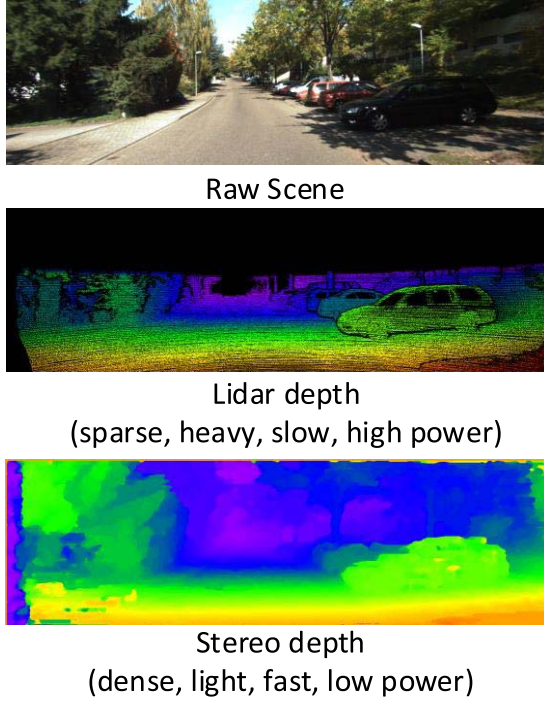 Raw Scene
Lidar depth
(sparse, heavy, slow, high power)
Stereo depth
(dense, light, fast, low power)